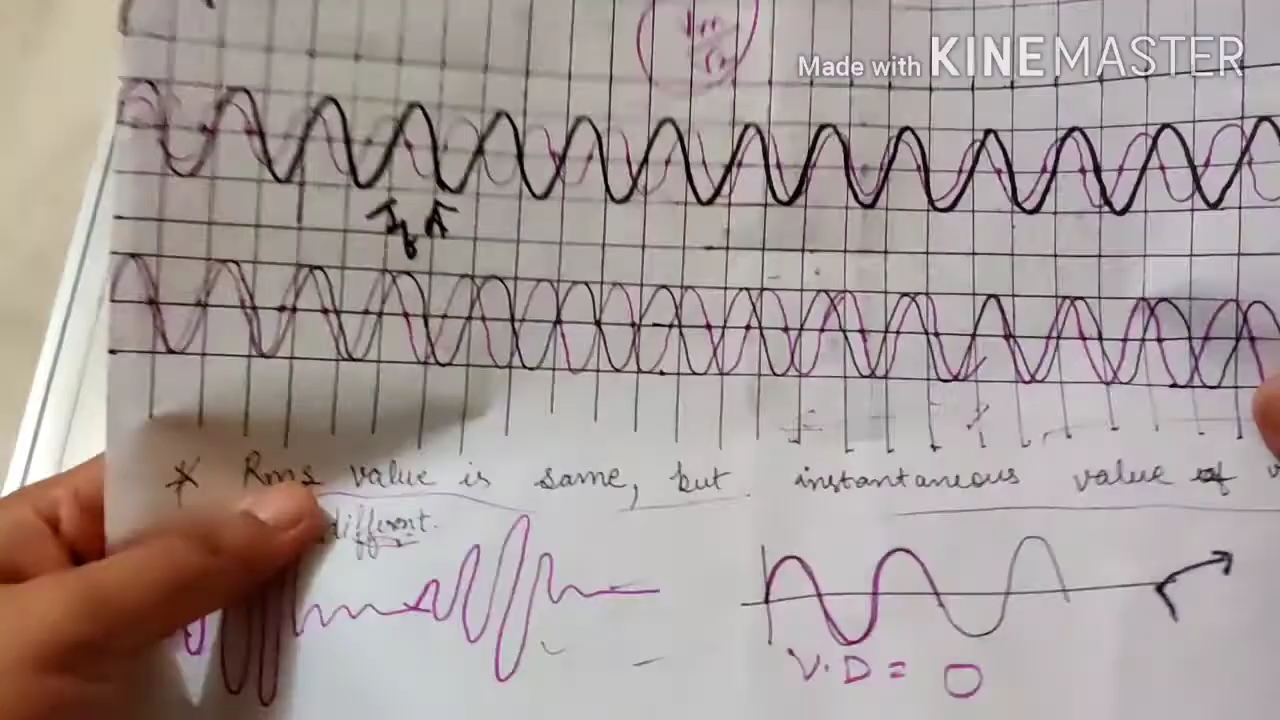 Made with KINEMASTER
* Rms value is same, but instantaneous value of
different.
V.D = 0